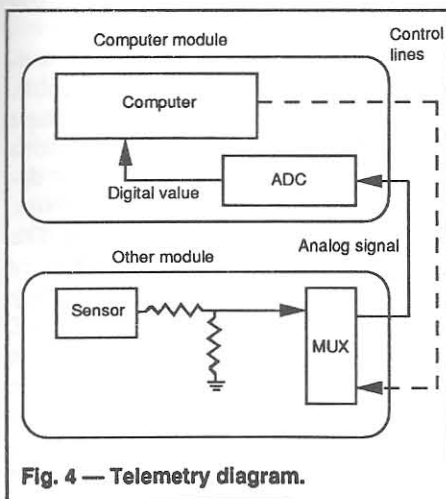 Computer module
Control
lines
Computer
ADC
Digital value
Analog signal
Other module
Sensor
MUX
Fig. 4 — Telemetry diagram.